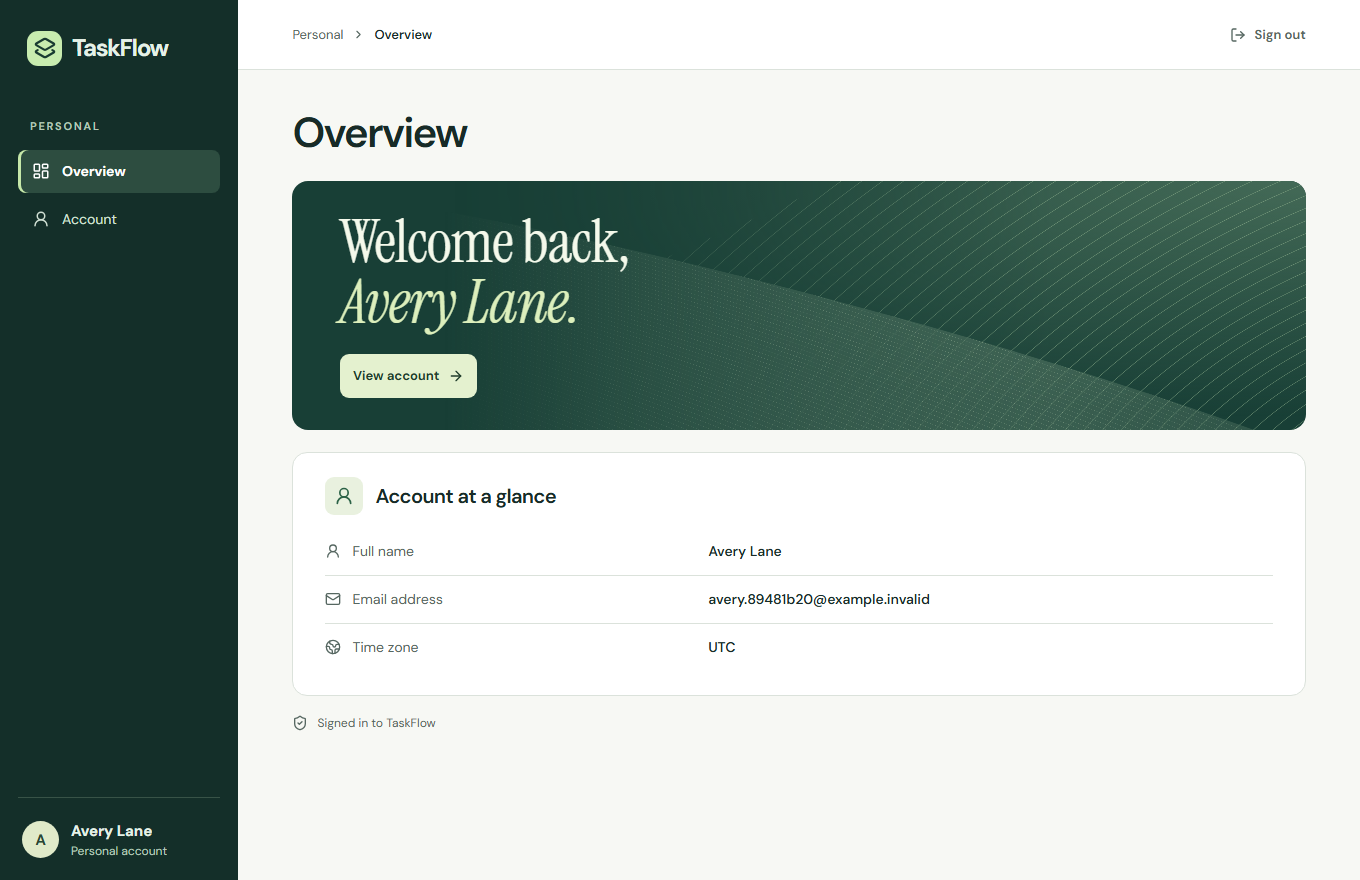 TaskFlow
PERSONAL
Overview
Account
Avery Lane
A
Personal account
Personal > Overview
Sign out
Overview
Welcome back,
Avery Lane.
View account →
Account at a glance
Full name Avery Lane
Email address avery.89481b20@example.invalid
Time zone UTC
Signed in to TaskFlow